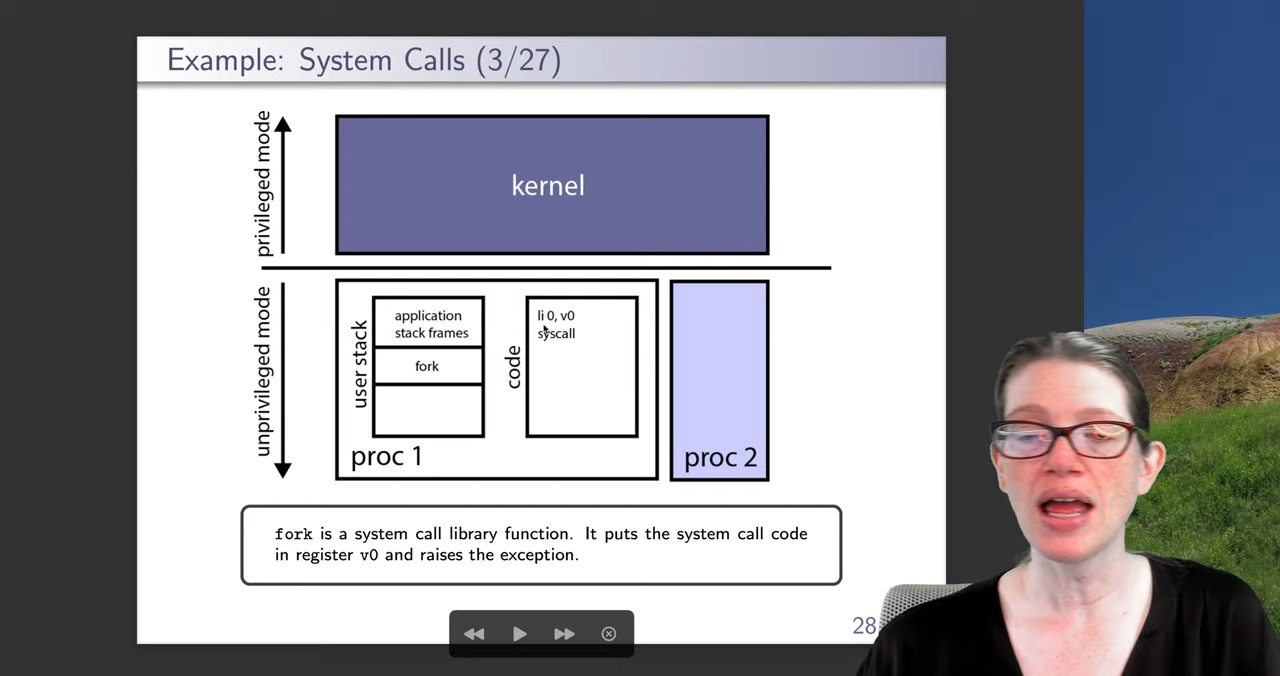 Example: System Calls (3/27)
privileged mode
kernel
unprivileged mode
user stack
application
stack frames
fork
code
li 0, v0
syscall
proc 1
proc 2
fork is a system call library function. It puts the system call code
in register v0 and raises the exception.
28